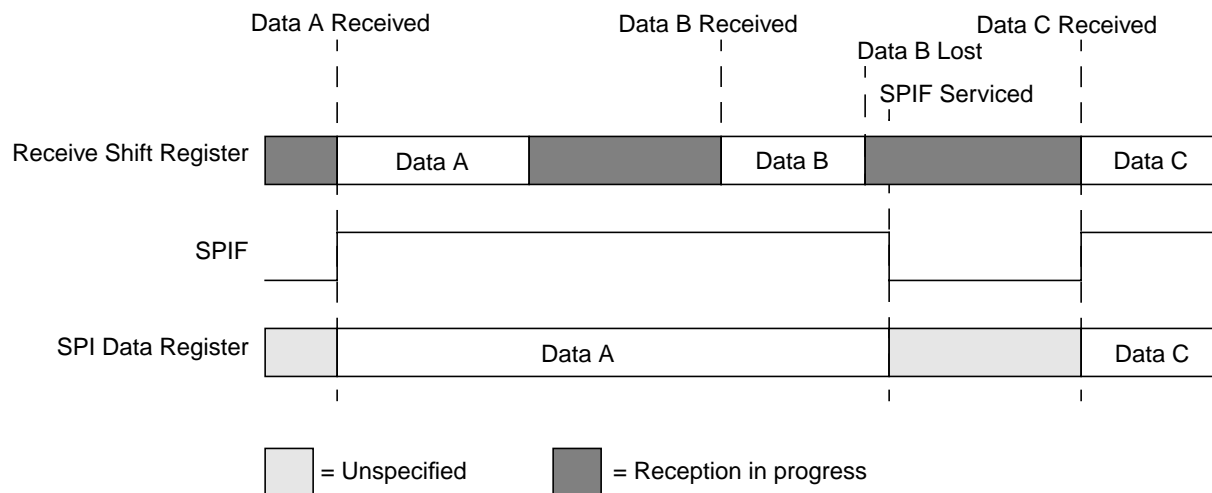 Data A Received
Data B Received
Data C Received
Data B Lost
SPIF Serviced
Receive Shift Register
Data A
Data B
Data C
SPIF
SPI Data Register
Data A
Data C
= Unspecified
= Reception in progress